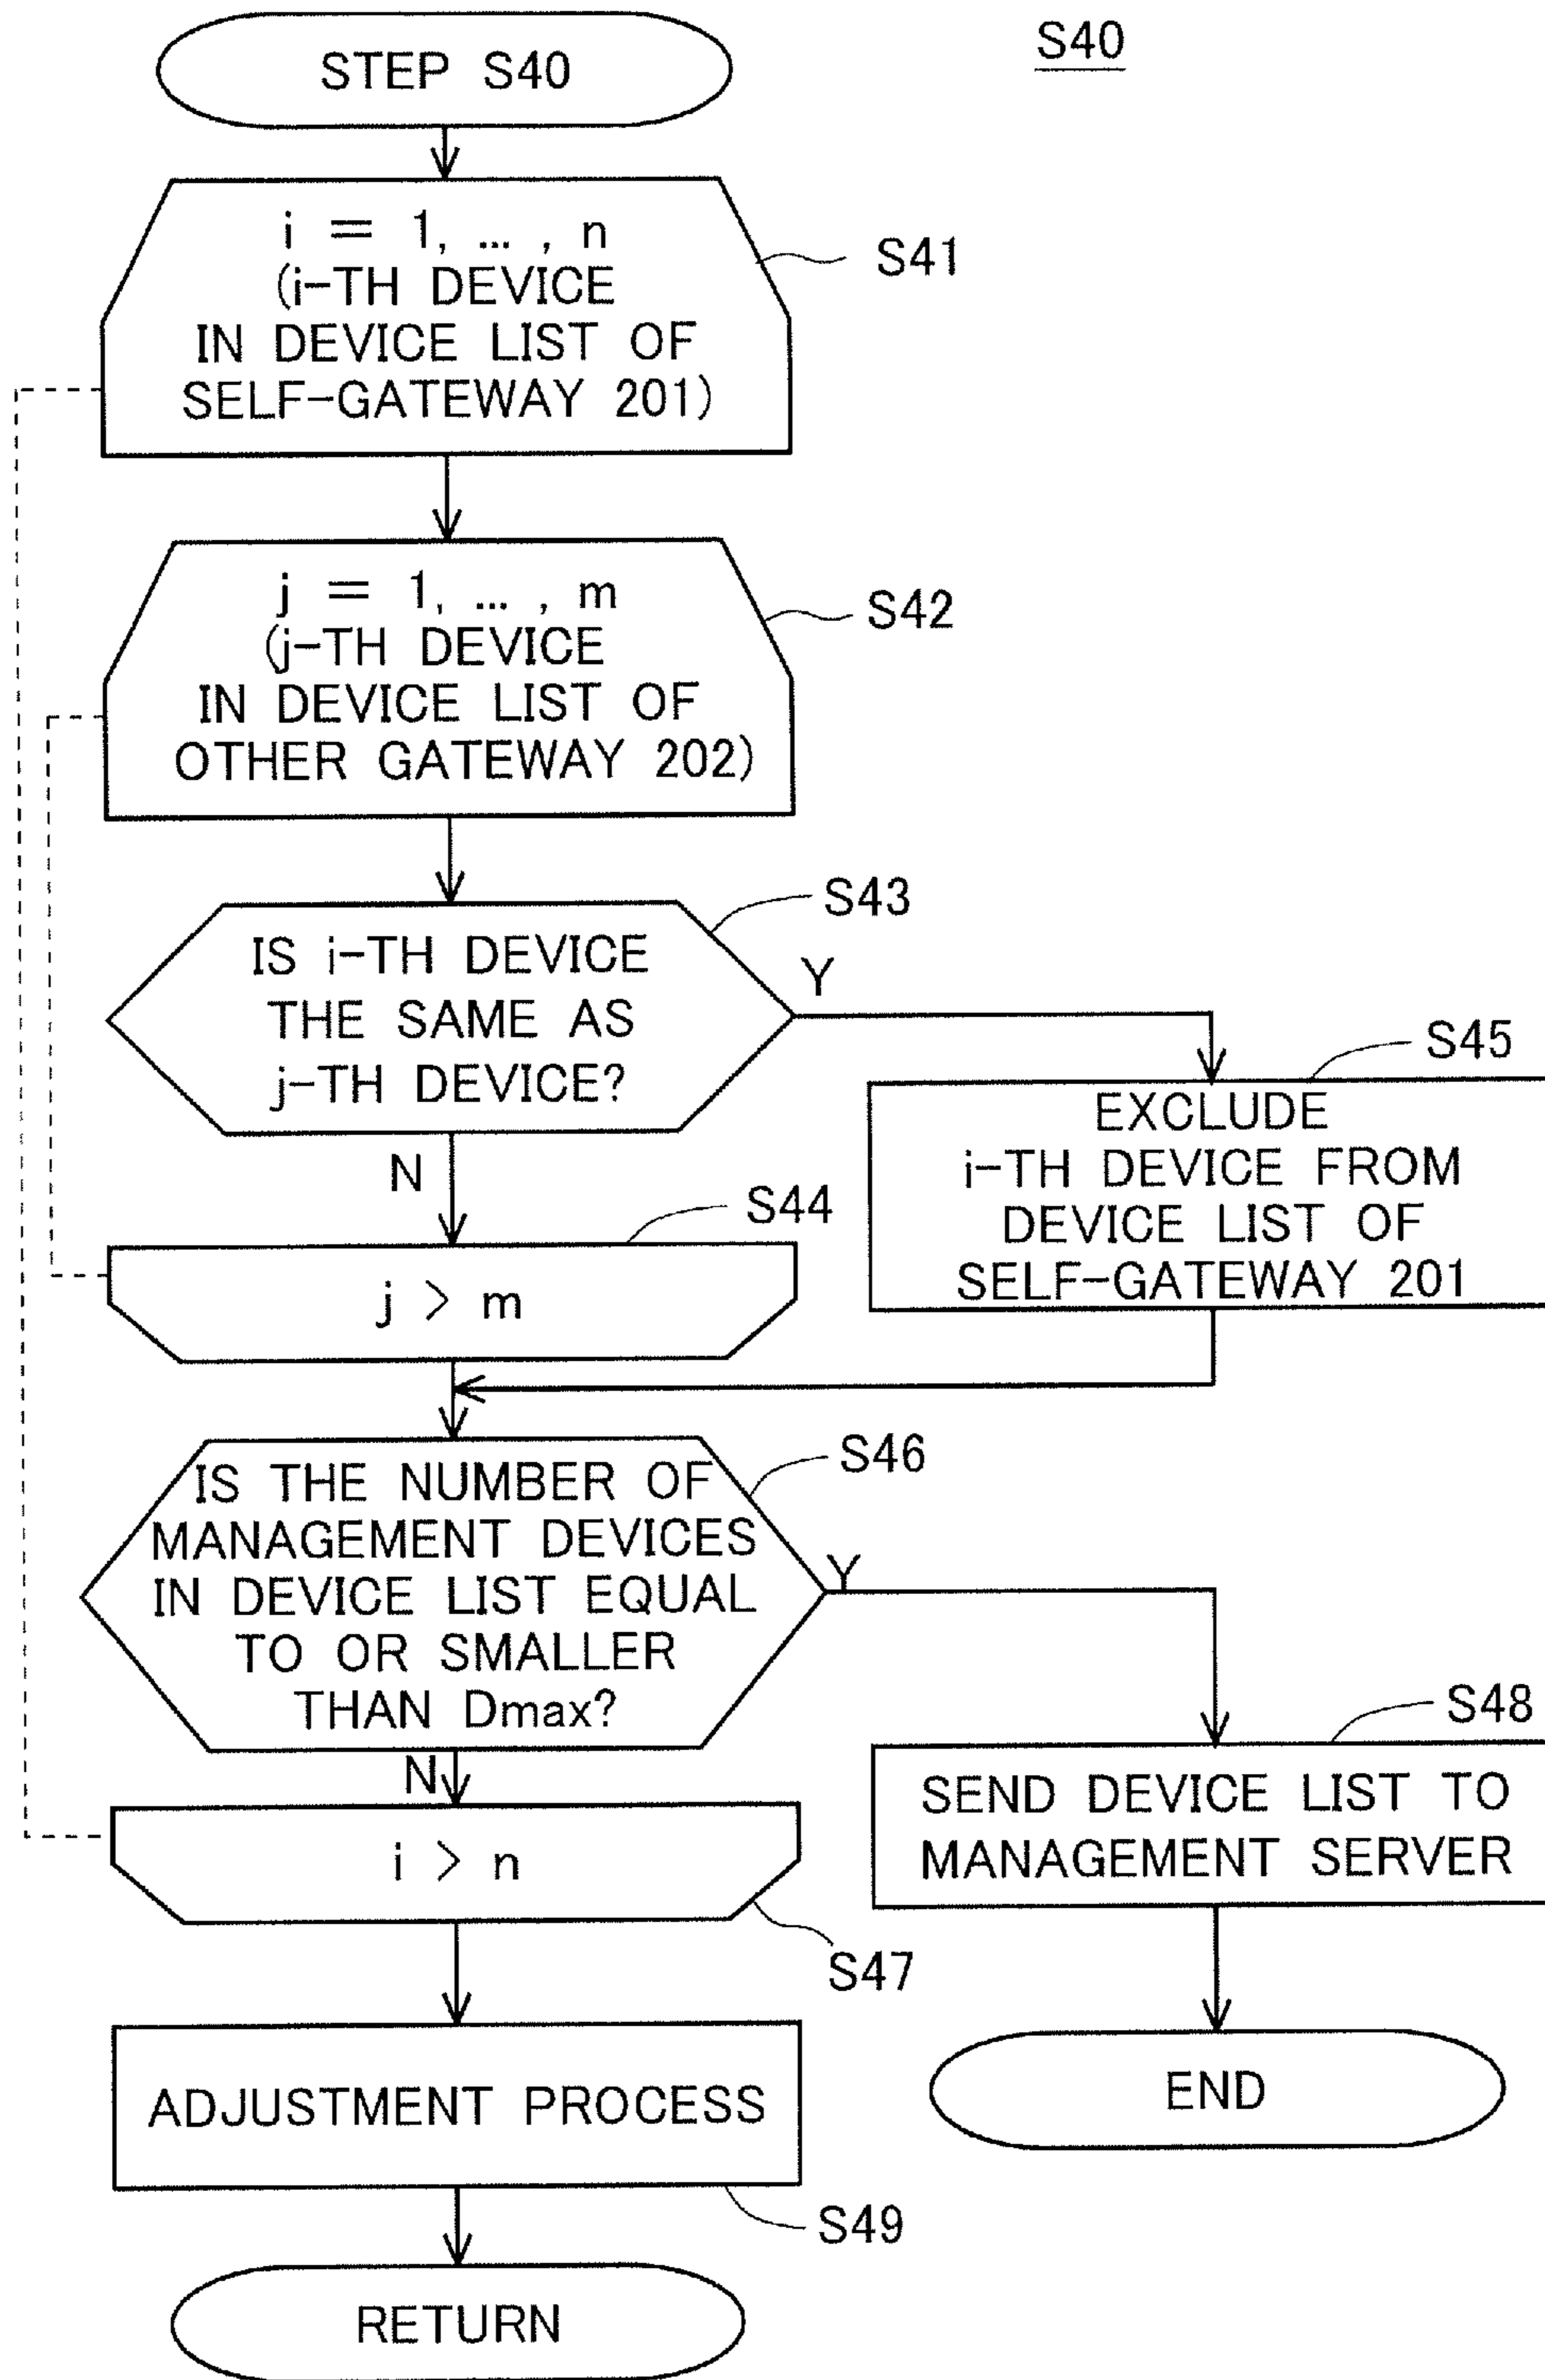 STEP S40
S40
i = 1, ... , n
(i-TH DEVICE
IN DEVICE LIST OF
SELF-GATEWAY 201)
S41
j = 1, ... , m
(j-TH DEVICE
IN DEVICE LIST OF
OTHER GATEWAY 202)
S42
IS i-TH DEVICE
THE SAME AS
j-TH DEVICE?
S43
Y
N
S45
EXCLUDE
i-TH DEVICE FROM
DEVICE LIST OF
SELF-GATEWAY 201
S44
j > m
IS THE NUMBER OF
MANAGEMENT DEVICES
IN DEVICE LIST EQUAL
TO OR SMALLER
THAN Dmax?
S46
Y
N
S48
SEND DEVICE LIST TO
MANAGEMENT SERVER
i > n
S47
ADJUSTMENT PROCESS
S49
END
RETURN